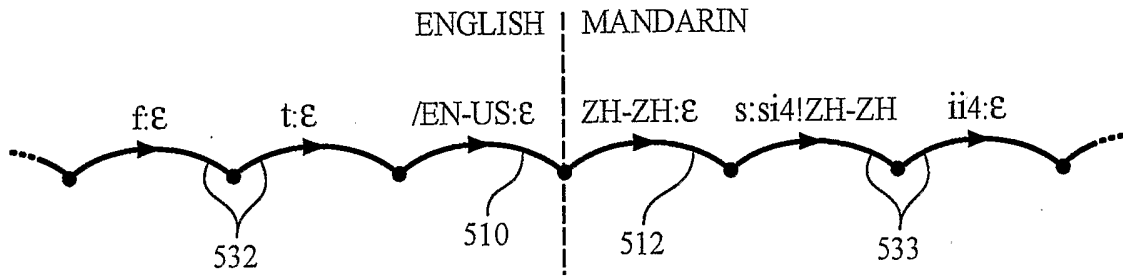 ENGLISH MANDARIN
f:ε t:ε /EN-US:ε ZH-ZH:ε s:si4!ZH-ZH ii4:ε
532 510 512 533